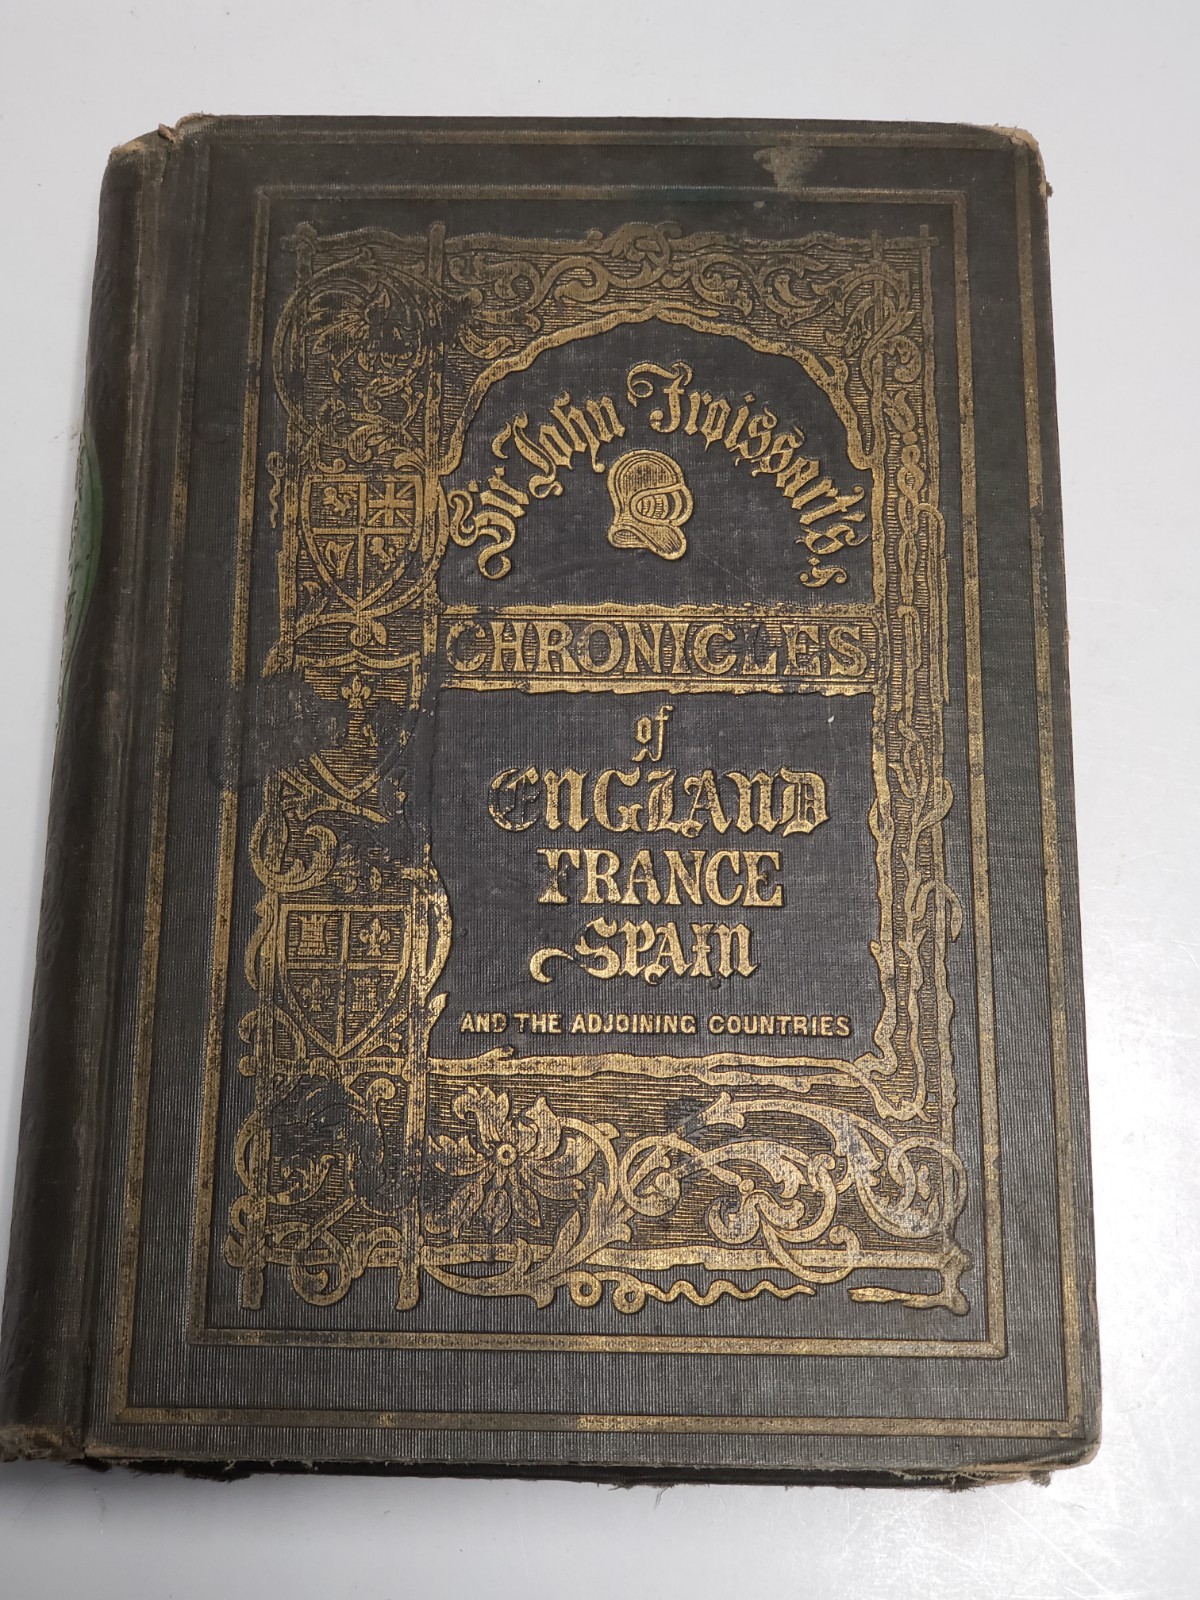 Sir John Froissart's.
CHRONICLES
of
ENGLAND
FRANCE
SPAIN
AND THE ADJOINING COUNTRIES